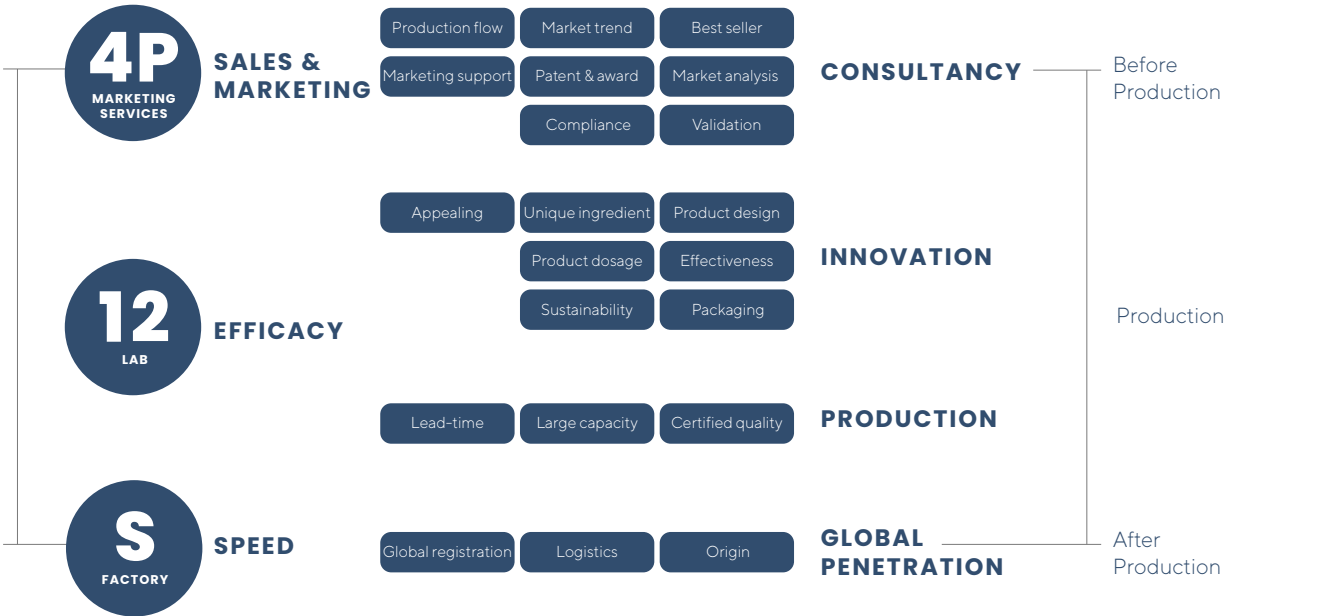 4P
MARKETING
SERVICES
SALES &
MARKETING
Production flow
Market trend
Best seller
Marketing support
Patent & award
Market analysis
Compliance
Validation
CONSULTANCY
Before
Production
Appealing
Unique ingredient
Product design
Product dosage
Effectiveness
Sustainability
Packaging
INNOVATION
12
LAB
EFFICACY
Production
Lead-time
Large capacity
Certified quality
PRODUCTION
S
FACTORY
SPEED
Global registration
Logistics
Origin
GLOBAL
PENETRATION
After
Production